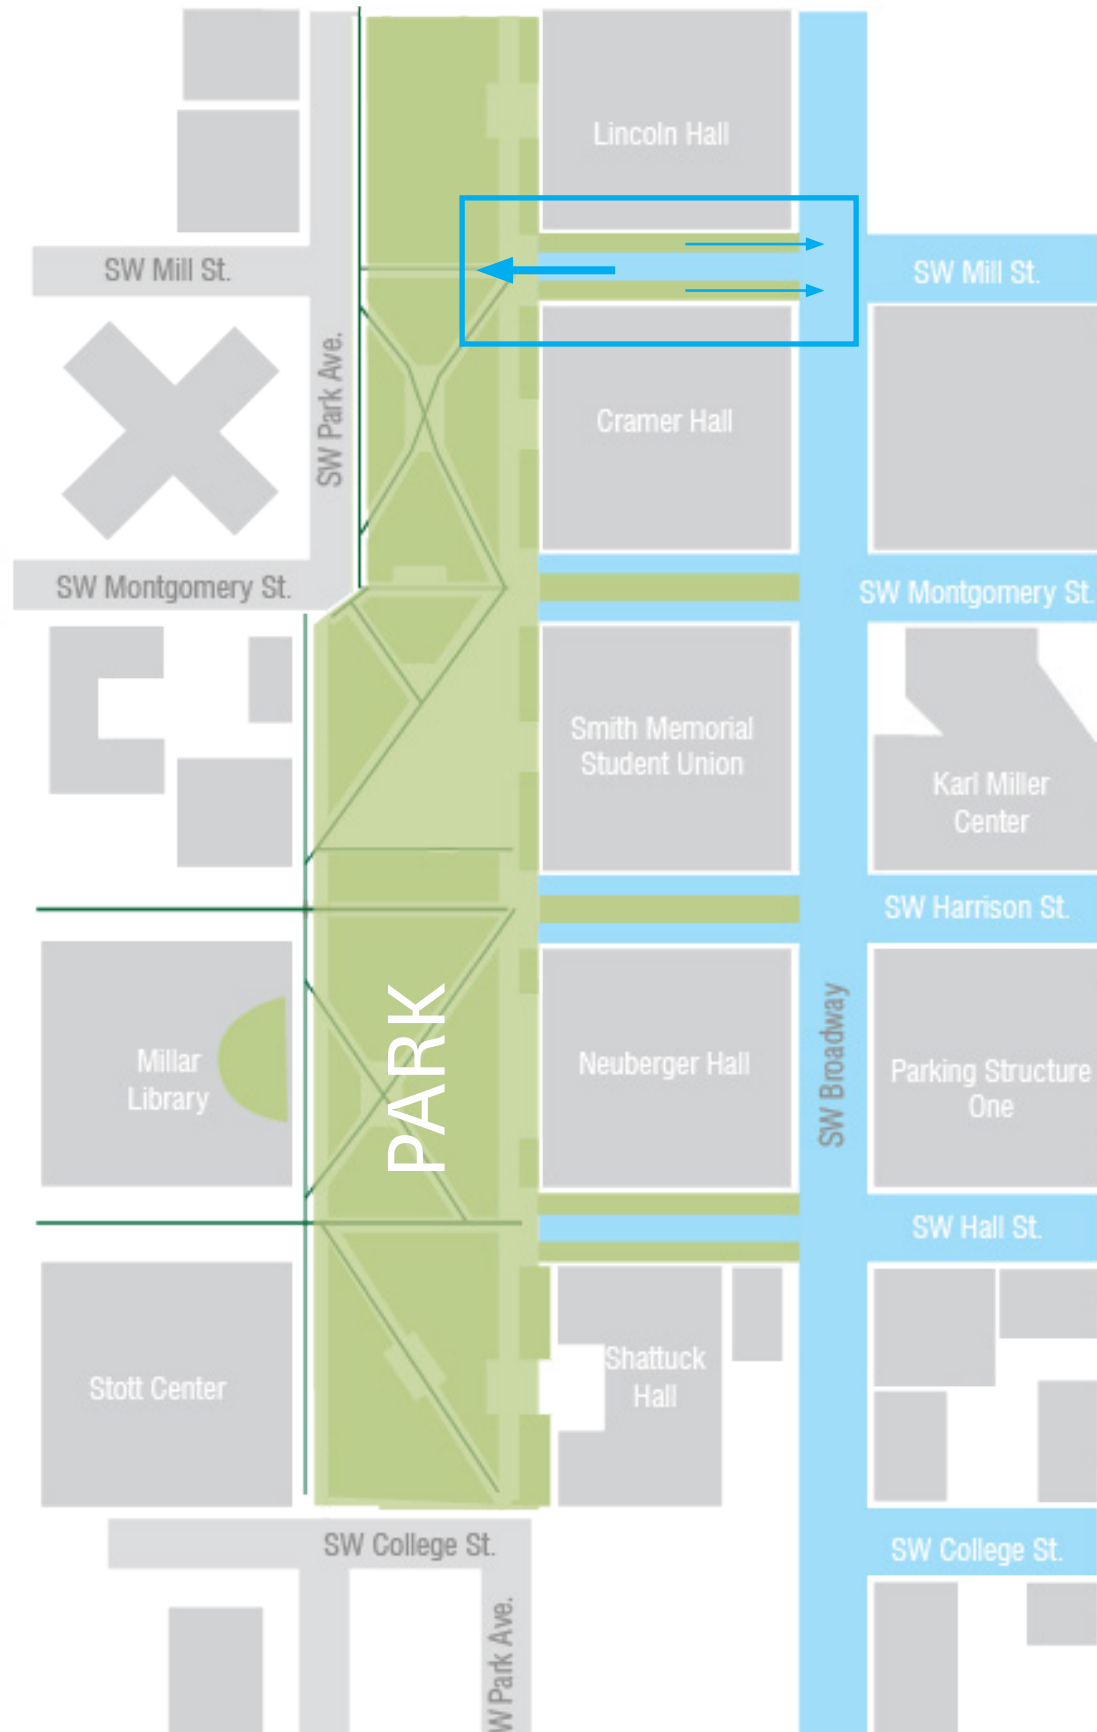 Lincoln Hall
SW Mill St.
SW Mill St.
SW Park Ave.
Cramer Hall
SW Montgomery St.
SW Montgomery St.
Smith Memorial
Student Union
Karl Miller
Center
SW Harrison St.
PARK
SW Broadway
Millar
Library
Neuberger Hall
Parking Structure
One
SW Hall St.
Stott Center
Shattuck
Hall
SW College St.
SW College St.
W Park Ave.